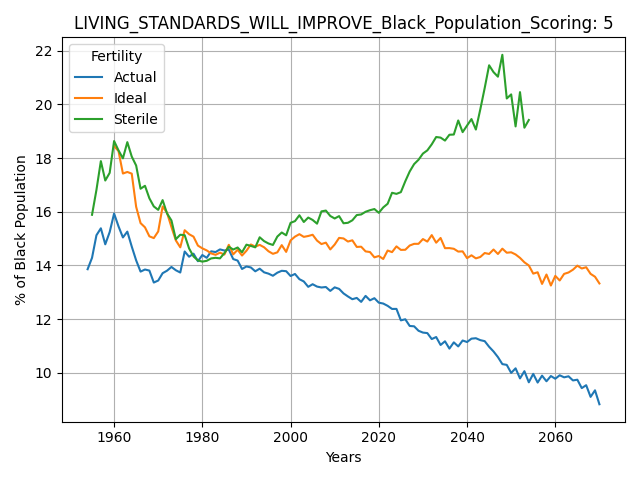 LIVING_STANDARDS_WILL_IMPROVE_Black_Population_Scoring: 5
Fertility
Actual
Ideal
Sterile
% of Black Population
22
20
18
16
14
12
10
1960
1980
2000
2020
2040
2060
Years